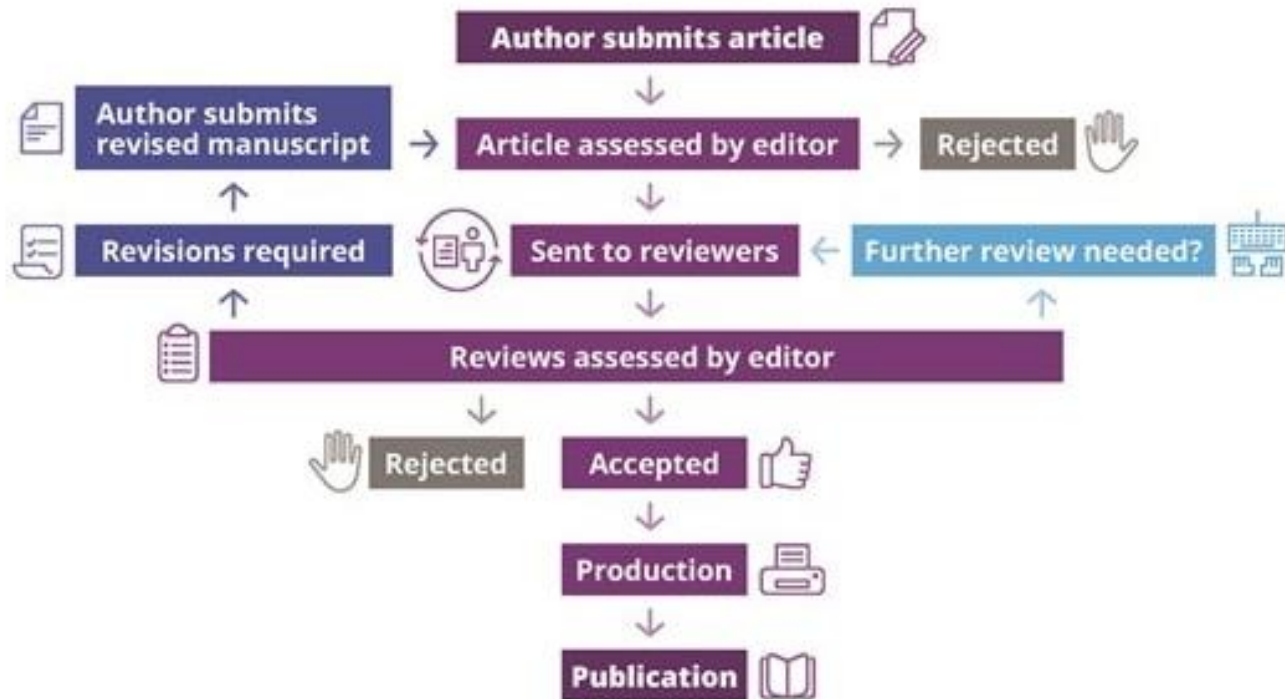 Author submits article
Author submits
revised manuscript
Article assessed by editor
Rejected
Revisions required
Sent to reviewers
Further review needed?
Reviews assessed by editor
Rejected
Accepted
Production
Publication